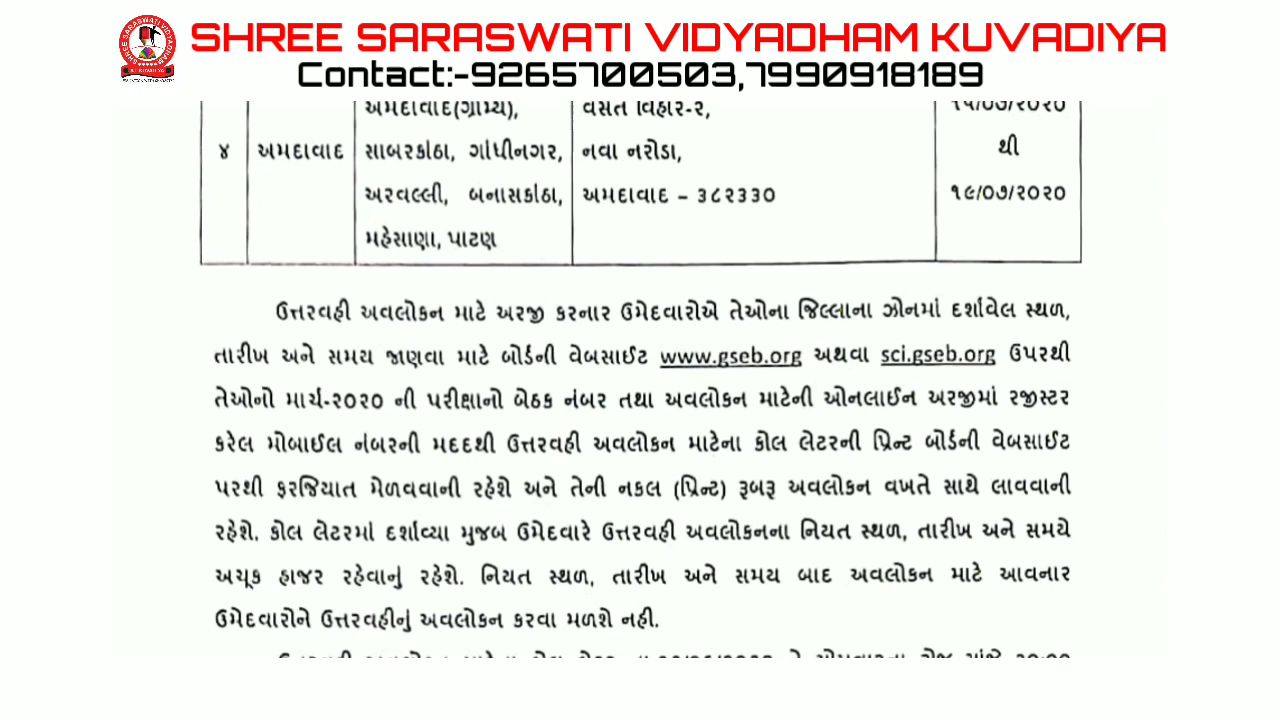 SHREE SARASWATI VIDYADHAM KUVADIYA
Contact:-9265700503,7990918189
અમદાવાદ(ગ્રામ્ય), વસંત વિહાર-૨, ૧૫/૦૭/૨૦૨૦
૪ અમદાવાદ સાબરકાંઠા, ગાંધીનગર, નવા નરોડા, થી
અરવલ્લી, બનાસકાંઠા, અમદાવાદ – ૩૮૨૩૩૦ ૧૯/૦૭/૨૦૨૦
મહેસાણા, પાટણ
ઉત્તરવહી અવલોકન માટે અરજી કરનાર ઉમેદવારોએ તેઓના જિલ્લાના ઝોનમાં દર્શાવેલ સ્થળ,
તારીખ અને સમય જાણવા માટે બોર્ડની વેબસાઈટ www.gseb.org અથવા sci.gseb.org ઉપરથી
તેઓનો માર્ચ-૨૦૨૦ ની પરીક્ષાનો બેઠક નંબર તથા અવલોકન માટેની ઓનલાઈન અરજીમાં રજીસ્ટર
કરેલ મોબાઈલ નંબરની મદદથી ઉત્તરવહી અવલોકન માટેના કોલ લેટરની પ્રિન્ટ બોર્ડની વેબસાઈટ
પરથી ફરજિયાત મેળવવાની રહેશે અને તેની નકલ (પ્રિન્ટ) રૂબરૂ અવલોકન વખતે સાથે લાવવાની
રહેશે. કોલ લેટરમાં દર્શાવ્યા મુજબ ઉમેદવારે ઉત્તરવહી અવલોકનના નિયત સ્થળ, તારીખ અને સમયે
અચૂક હાજર રહેવાનું રહેશે. નિયત સ્થળ, તારીખ અને સમય બાદ અવલોકન માટે આવનાર
ઉમેદવારોને ઉત્તરવહીનું અવલોકન કરવા મળશે નહી.